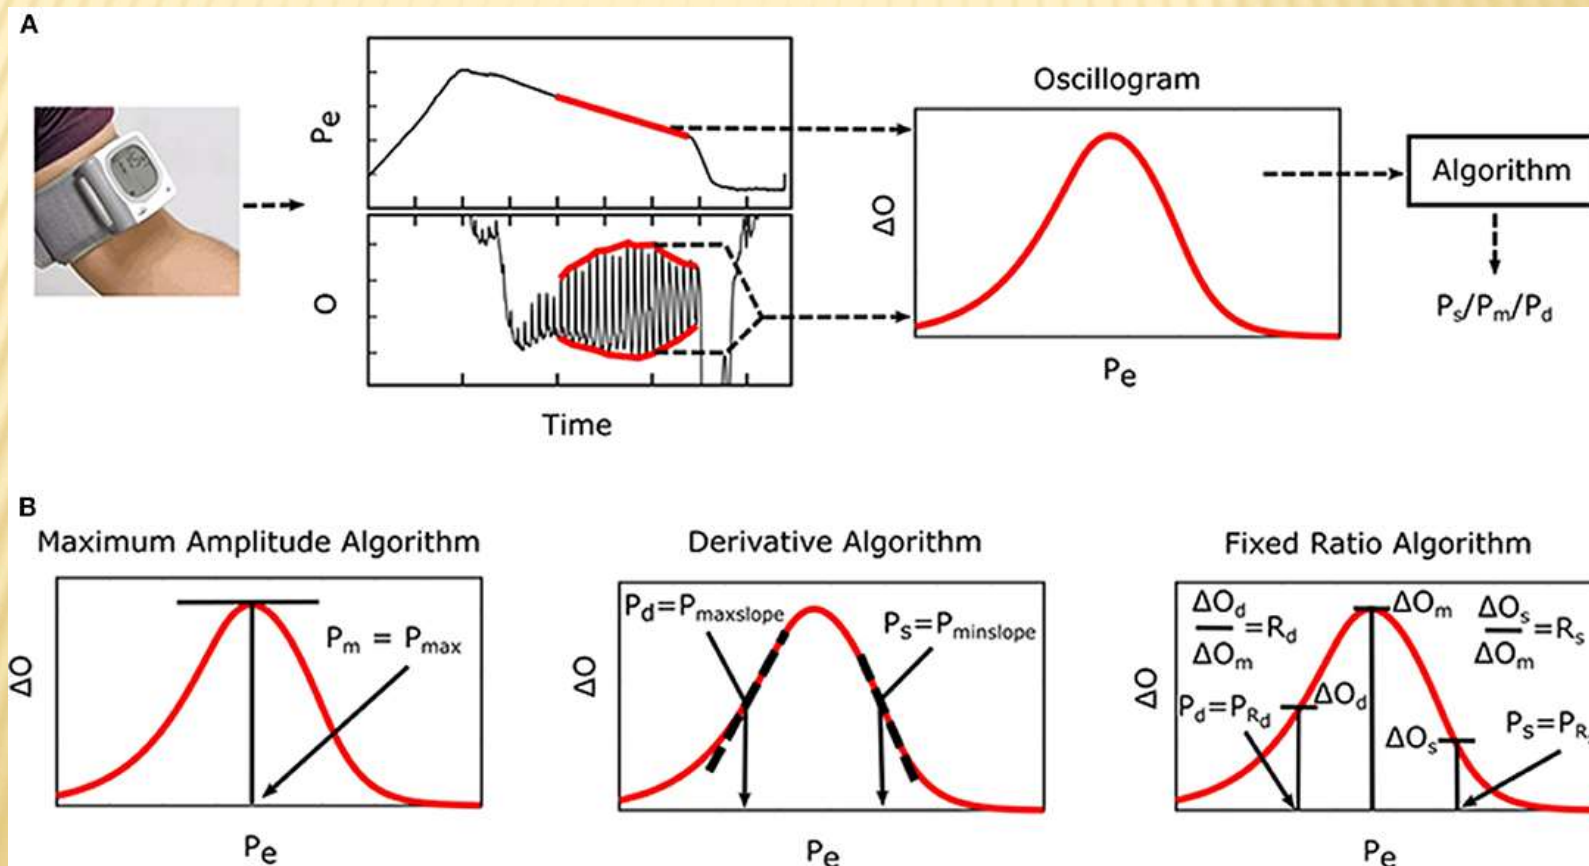 A
Oscillogram
Pe
ΔO
Algorithm
O
Ps/Pm/Pd
Pe
Time
B
Maximum Amplitude Algorithm
Derivative Algorithm
Fixed Ratio Algorithm
ΔO
Pm = Pmax
Pe
ΔO
Pd=Pmaxslope
Ps=Pminslope
Pe
ΔO
ΔOd
ΔOm
=Rd
ΔOm
ΔOs
ΔOm
=Rs
Pd=PRd
ΔOd
ΔOs
Ps=PR
Pe